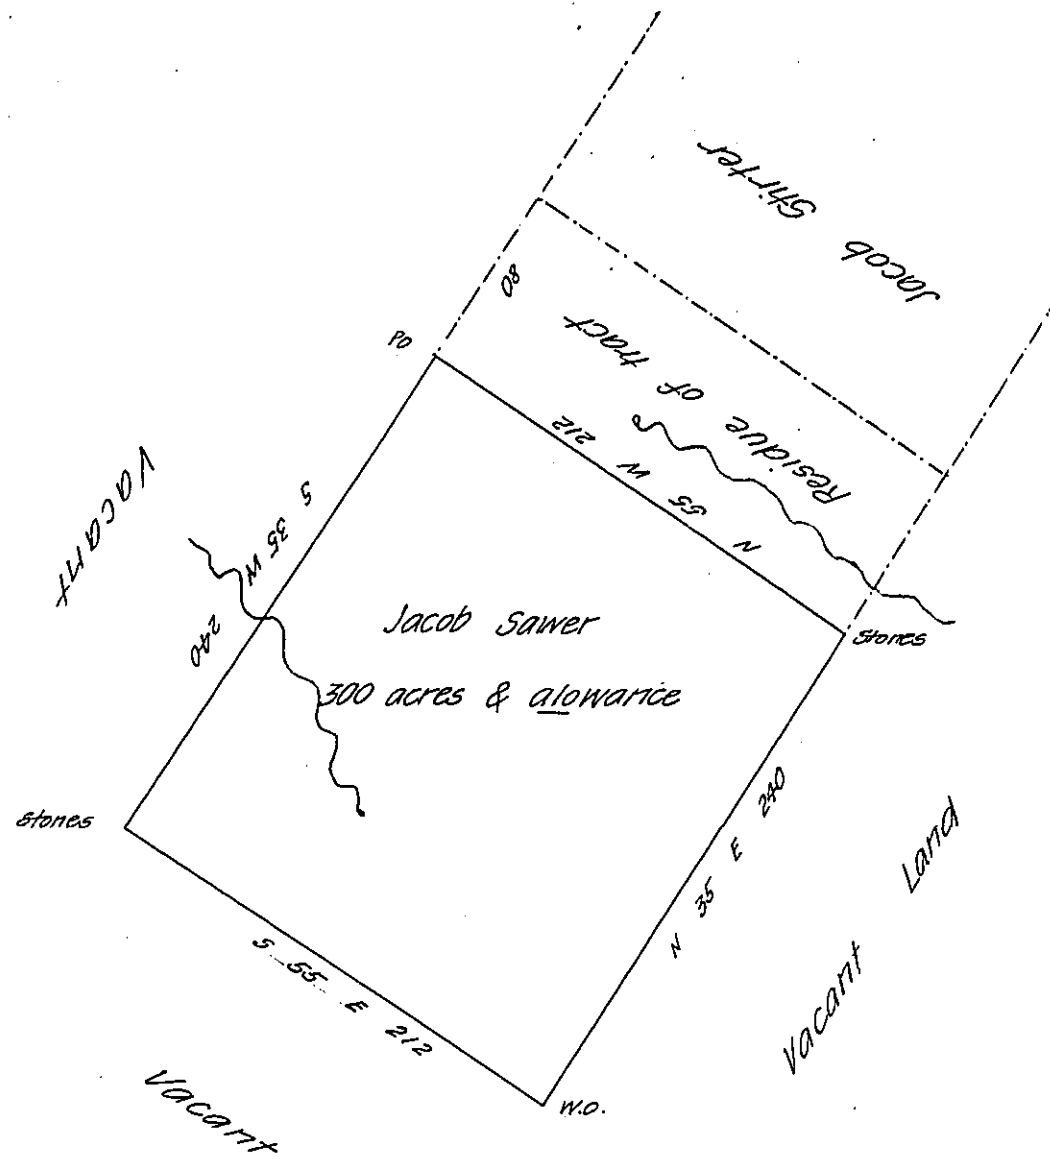 Jacob Shirter
80
Residue of tract
PO
N 55 W 212
Vacant
S 35 W
240
Stones
Jacob Sawer
300 acres & alowance
Stones
N 35 E 240
Vacant Land
S 55 E 212
W.O.
Vacant